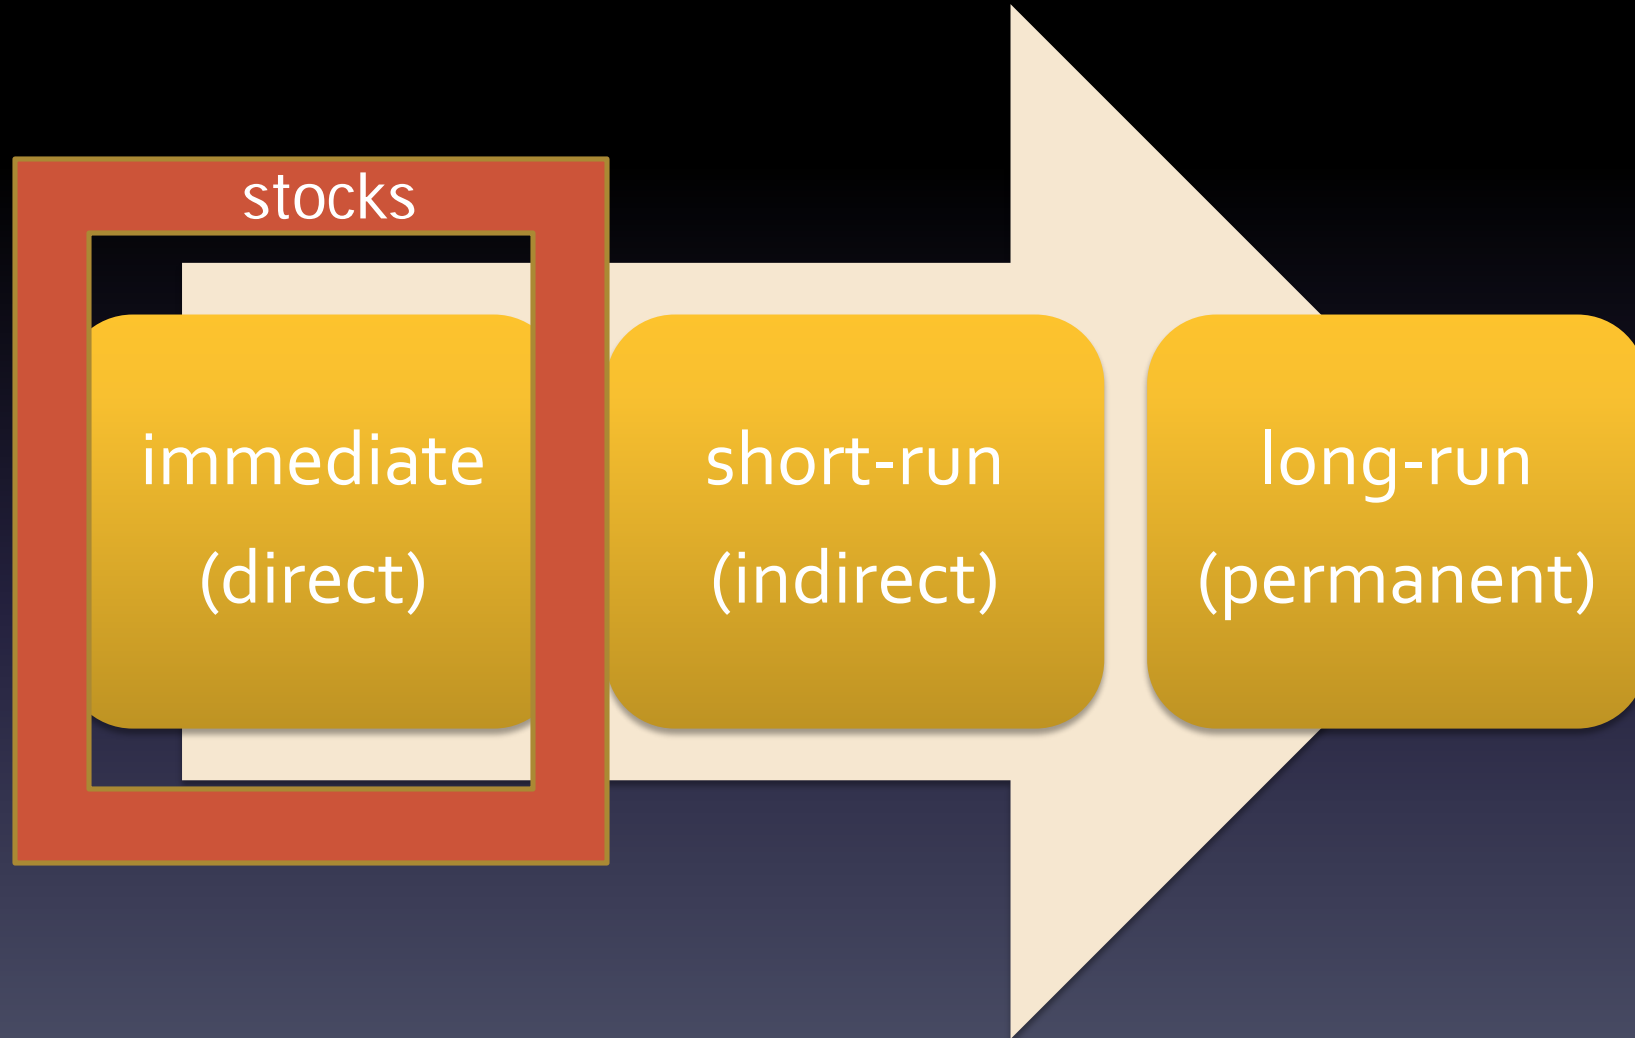 stocks
immediate
(direct)
short-run
(indirect)
long-run
(permanent)